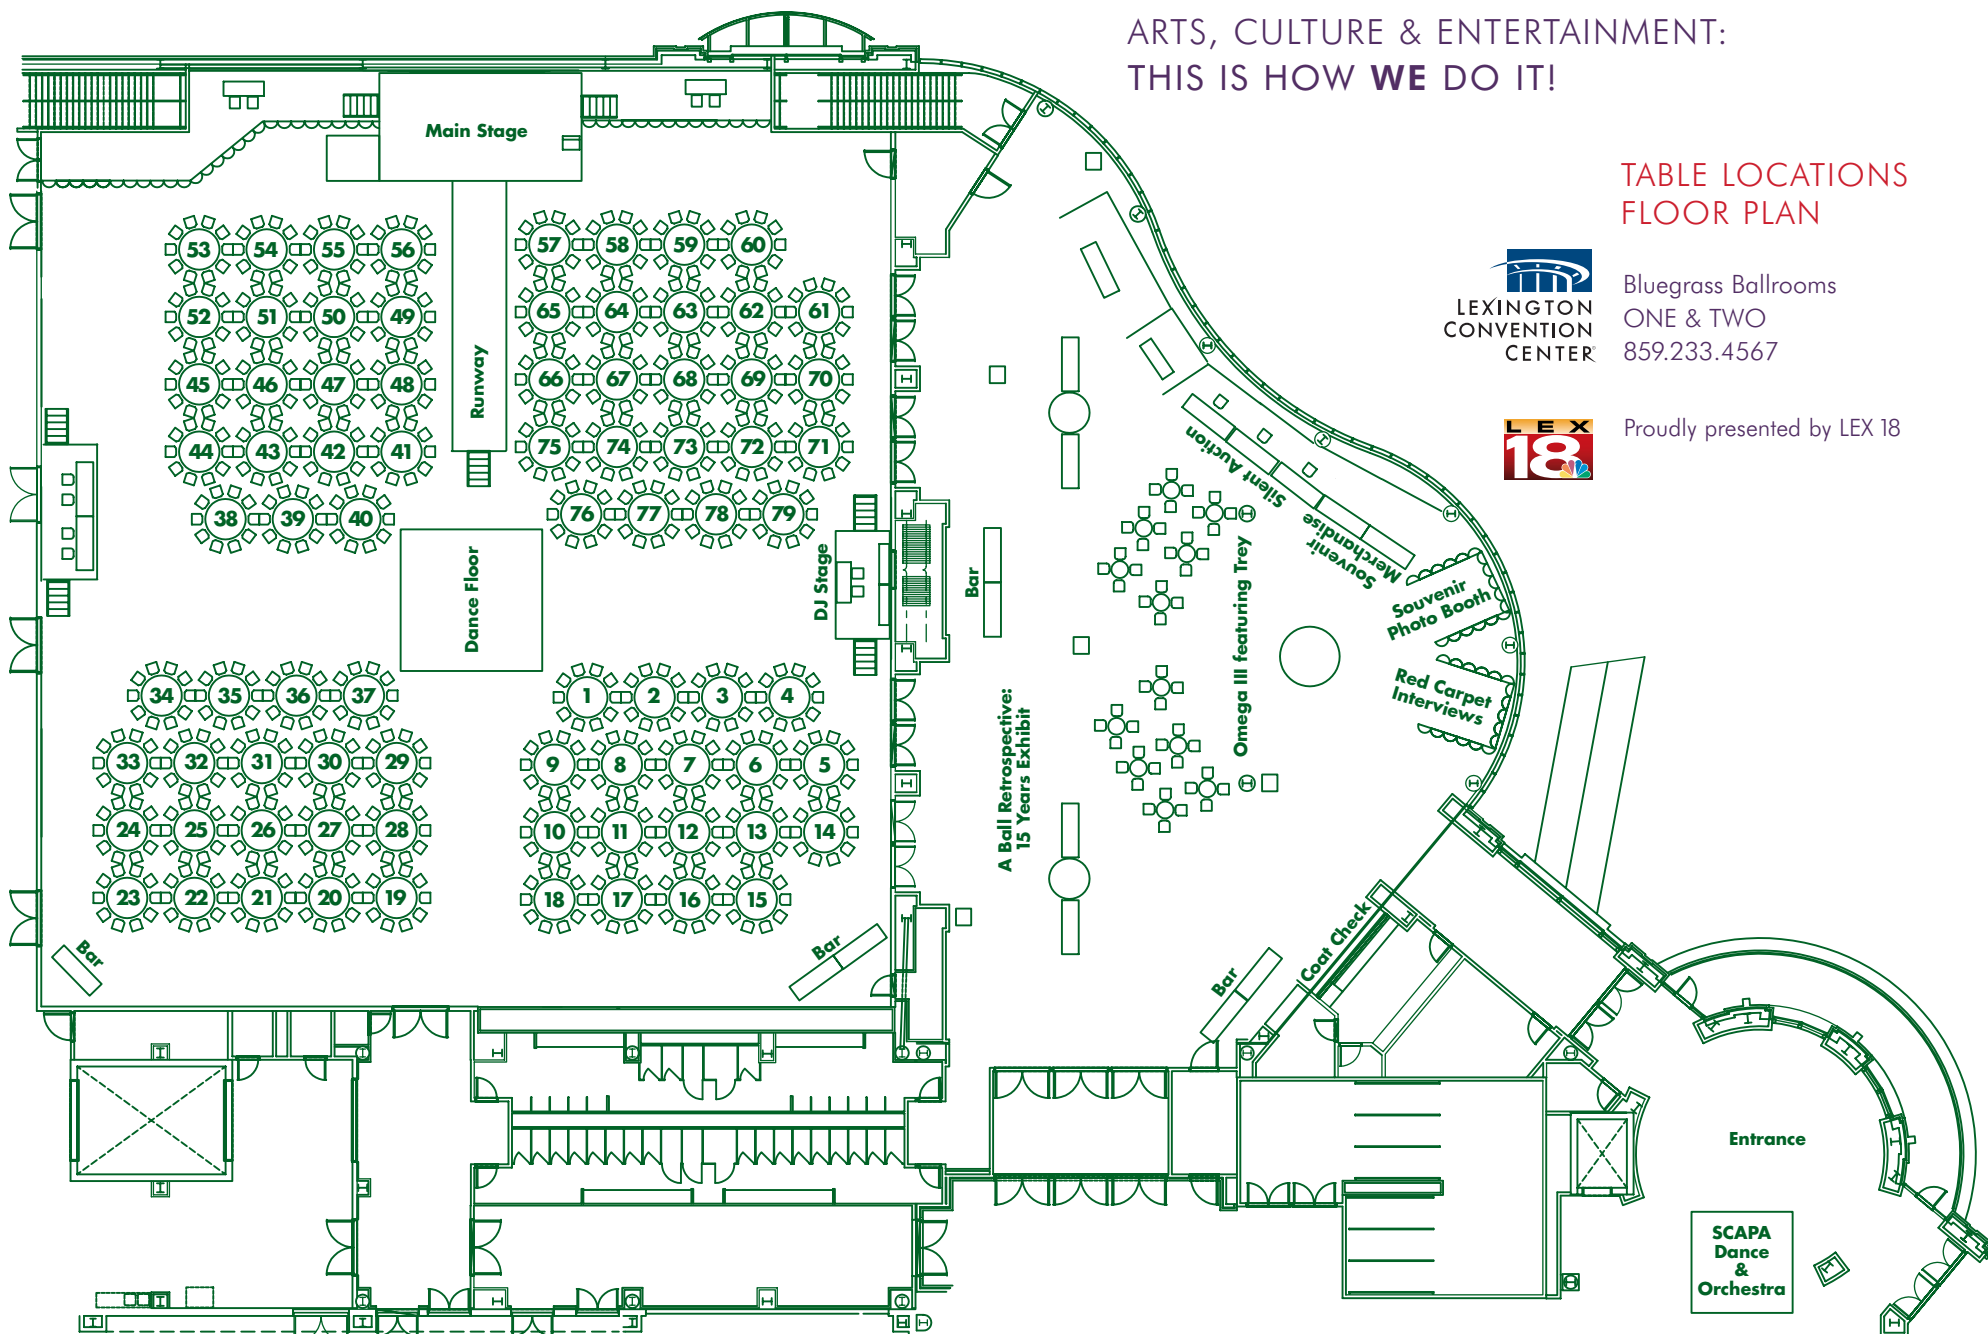 ARTS, CULTURE & ENTERTAINMENT:
THIS IS HOW WE DO IT!
TABLE LOCATIONS
FLOOR PLAN
LEXINGTON
CONVENTION
CENTER
Bluegrass Ballrooms
ONE & TWO
859.233.4567
LEX
18
Proudly presented by LEX 18
Main Stage
Runway
53 54 55 56
57 58 59 60
52 51 50 49
65 64 63 62 61
45 46 47 48
66 67 68 69 70
44 43 42 41
75 74 73 72 71
38 39 40
76 77 78 79
Dance Floor
DJ Stage
Bar
Silent Auction
Souvenir
Merchandise
Souvenir
Photo Booth
Red Carpet
Interviews
Omega III featuring Trey
A Ball Retrospective:
15 Years Exhibit
34 35 36 37
1 2 3 4
33 32 31 30 29
9 8 7 6 5
24 25 26 27 28
10 11 12 13 14
23 22 21 20 19
18 17 16 15
Bar
Bar
Bar
Coat Check
Entrance
SCAPA
Dance
&
Orchestra